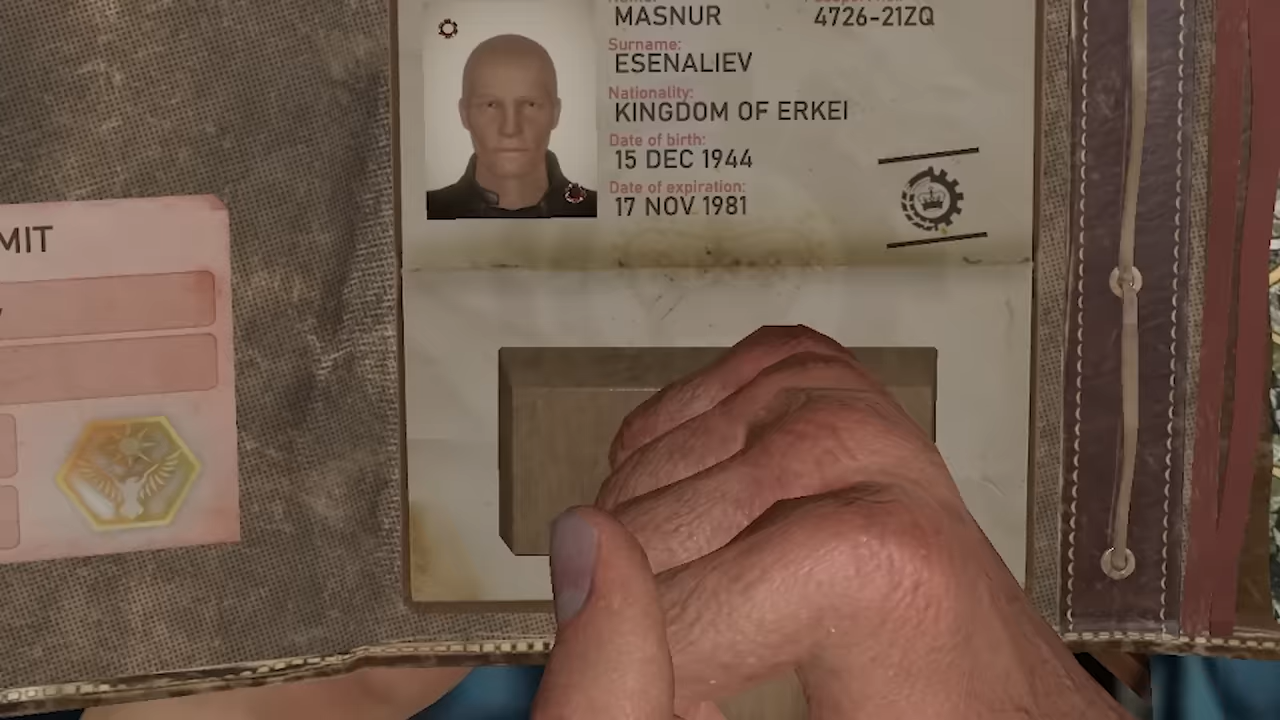 MASNUR
4726-21ZQ
Surname:
ESENALIEV
Nationality:
KINGDOM OF ERKEI
Date of birth:
15 DEC 1944
Date of expiration:
17 NOV 1981
MIT